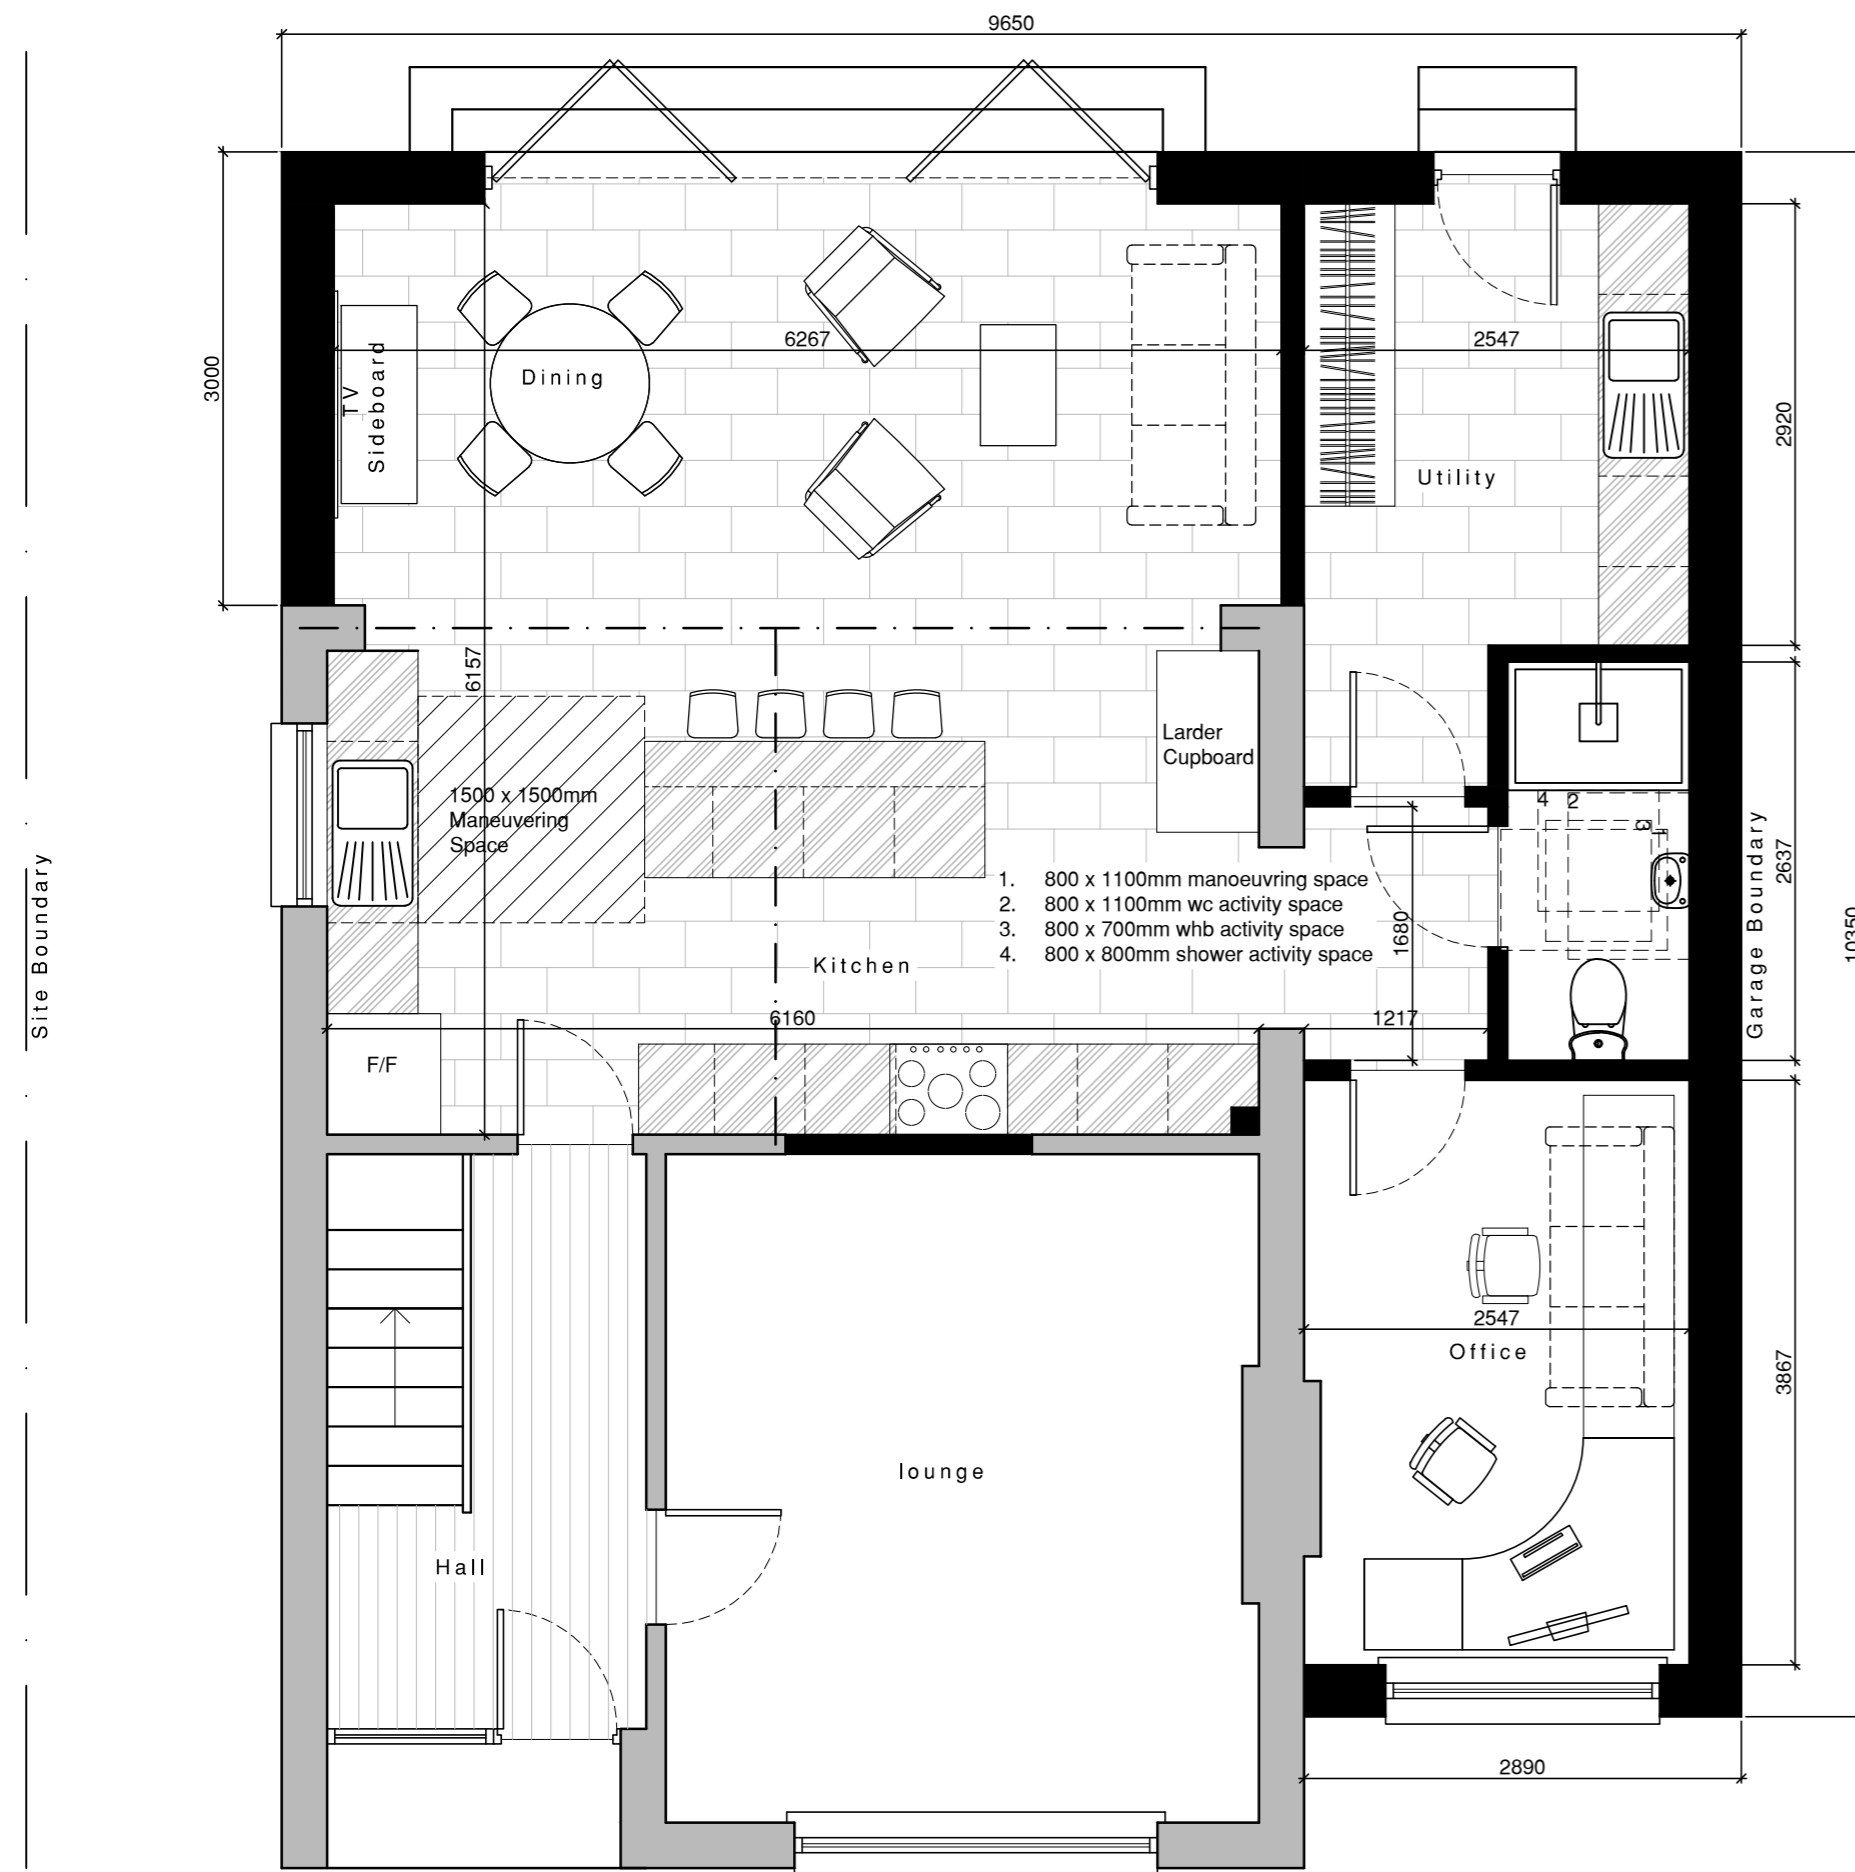 9650
3000
6267
2547
Dining
TV
Sideboard
Utility
2920
6157
Larder
Cupboard
1500 x 1500mm
Maneuvering
Space
4 2
3
1
Site Boundary
Garage Boundary
2637
10350
1. 800 x 1100mm manoeuvring space
2. 800 x 1100mm wc activity space
3. 800 x 700mm whb activity space
4. 800 x 800mm shower activity space
1680
Kitchen
6160
1217
F/F
2547
Office
3867
lounge
Hall
2890